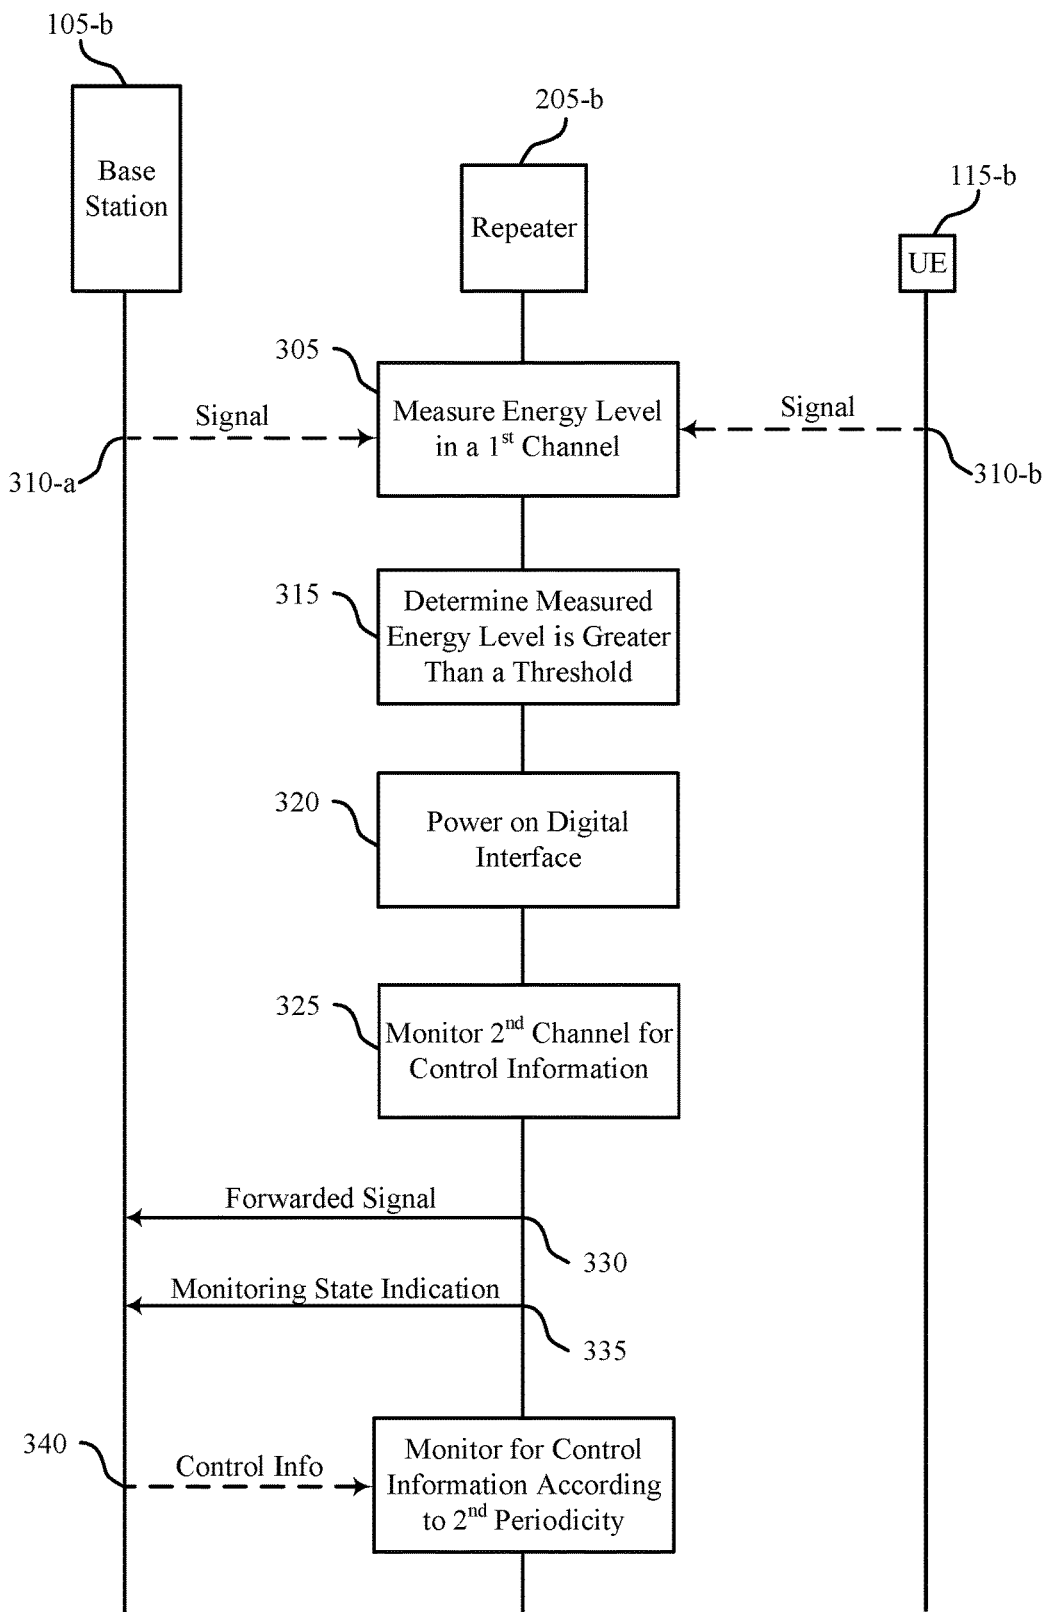 105-b
Base
Station
205-b
Repeater
115-b
UE
305
Measure Energy Level
in a 1st Channel
Signal
310-a
Signal
310-b
315
Determine Measured
Energy Level is Greater
Than a Threshold
320
Power on Digital
Interface
325
Monitor 2nd Channel for
Control Information
Forwarded Signal
330
Monitoring State Indication
335
340
Control Info
Monitor for Control
Information According
to 2nd Periodicity